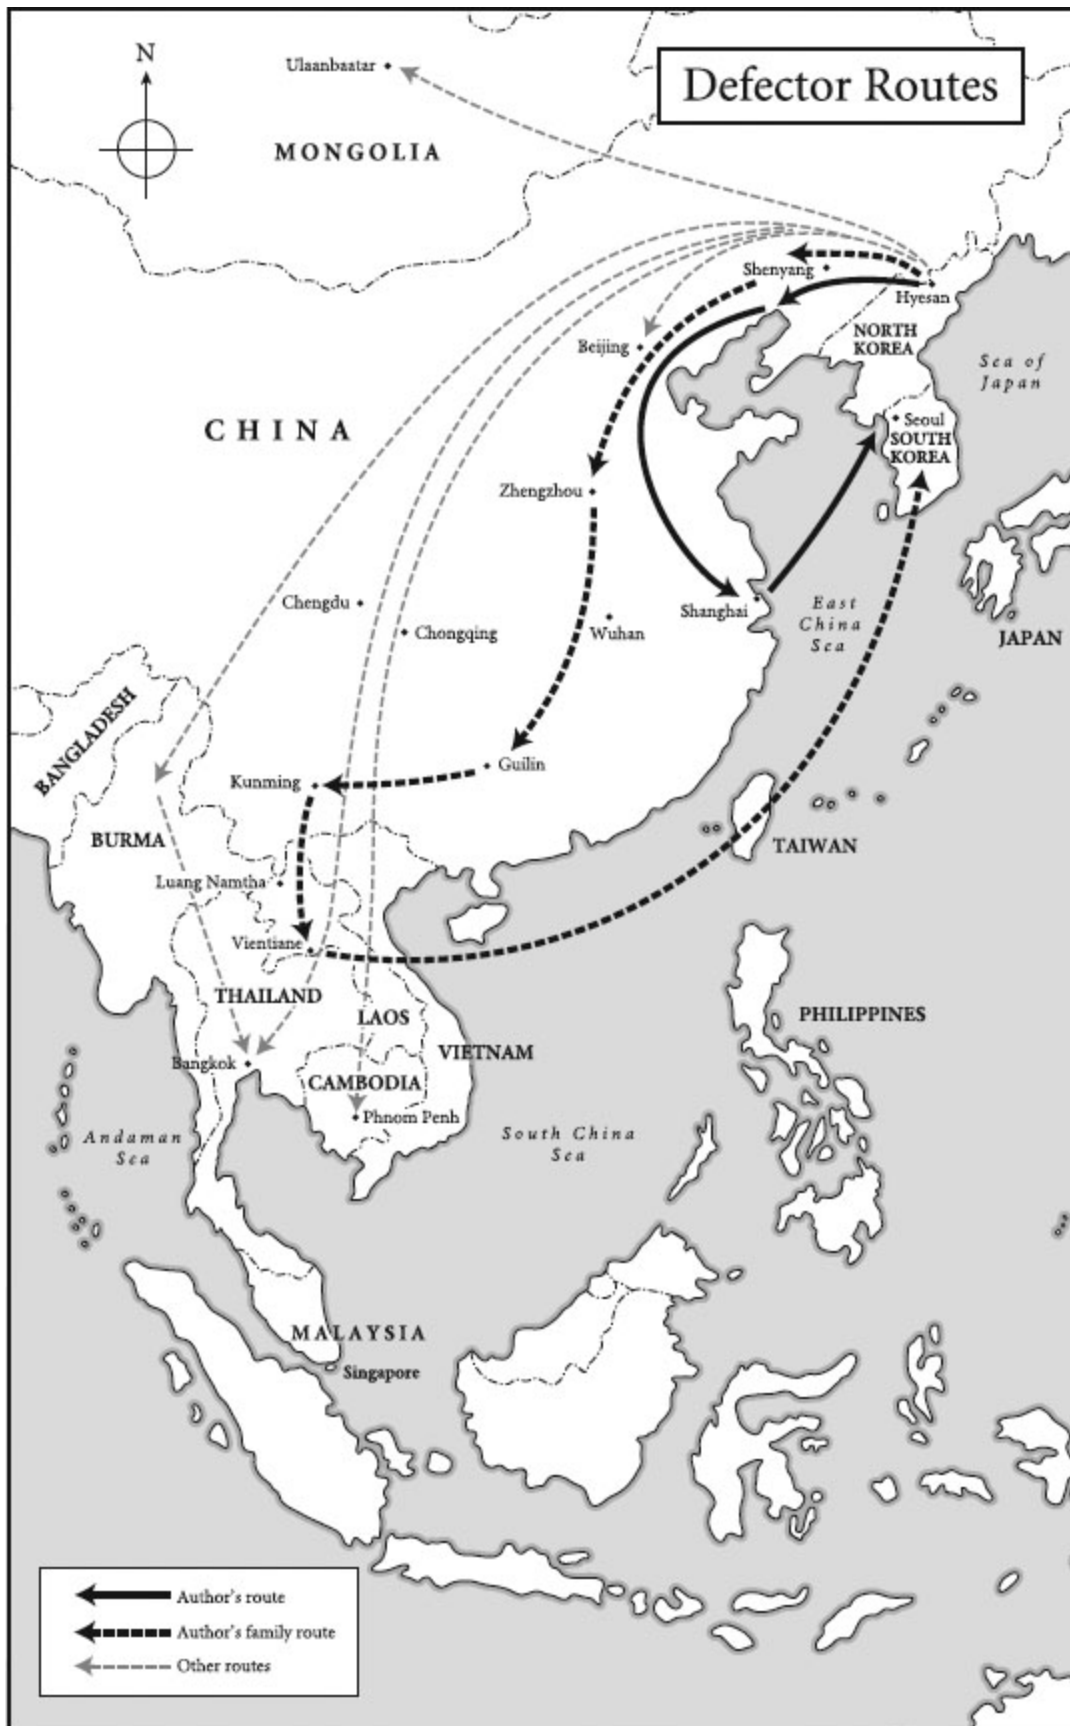 Defector Routes
N
Ulaanbaatar
MONGOLIA
Shenyang
Hyesan
NORTH
KOREA
Beijing
Sea of
Japan
CHINA
Seoul
SOUTH
KOREA
Zhengzhou
Chengdu
Chongqing
Wuhan
Shanghai
East
China
Sea
JAPAN
BANGLADESH
Kunming
Guilin
BURMA
TAIWAN
Luang Namtha
Vientiane
THAILAND
LAOS
VIETNAM
PHILIPPINES
Bangkok
CAMBODIA
Phnom Penh
Andaman
Sea
South China
Sea
MALAYSIA
Singapore
Author's route
Author's family route
Other routes